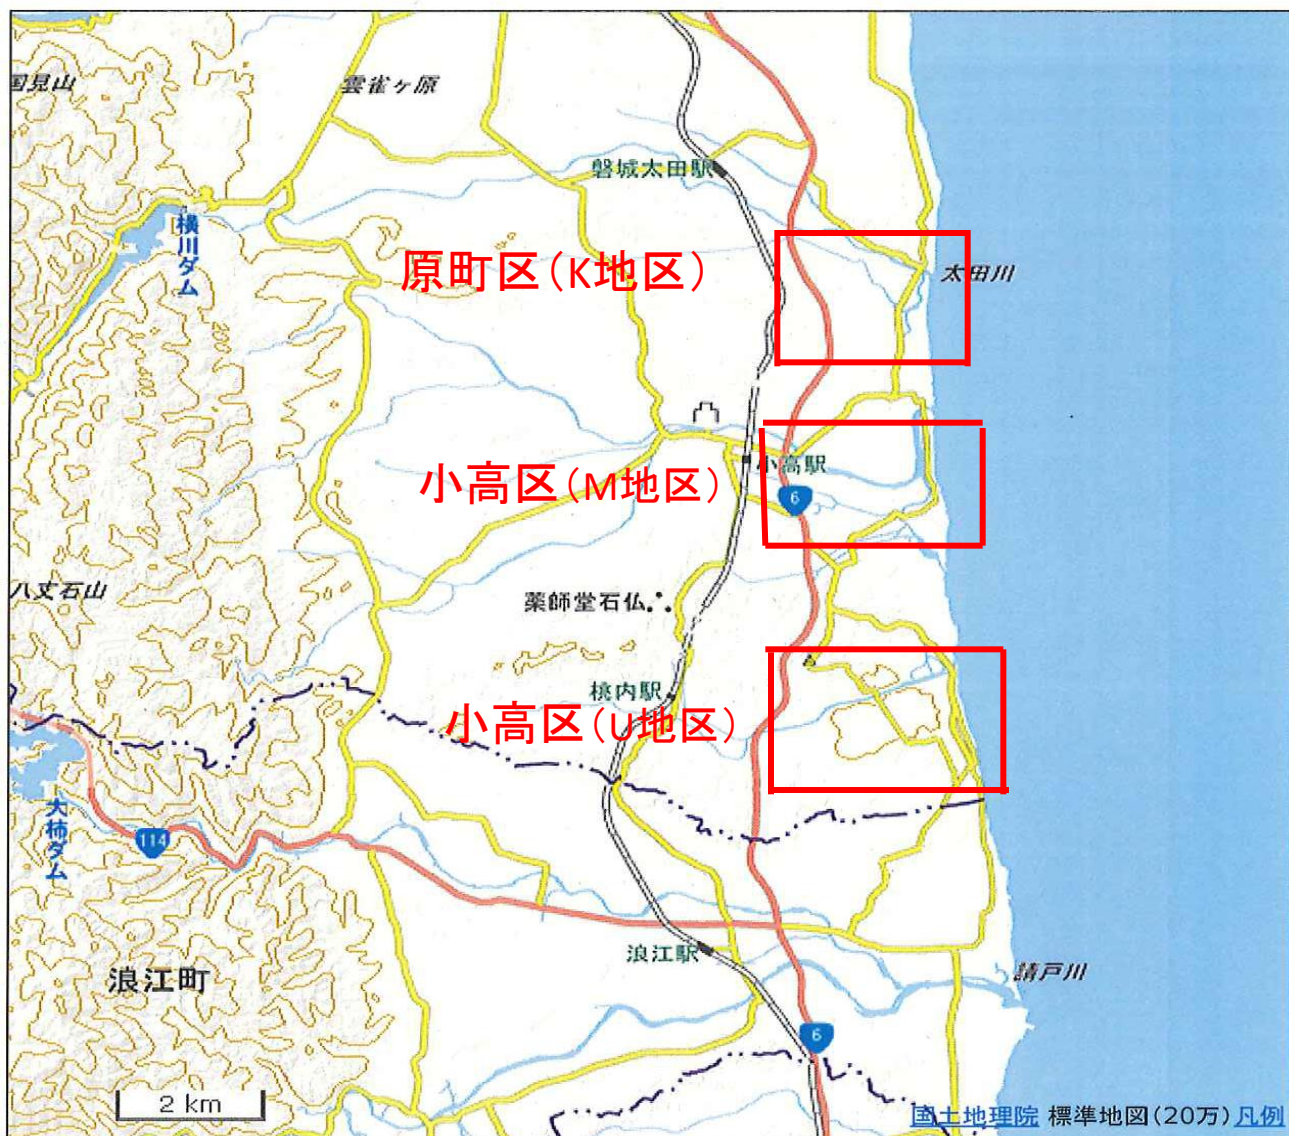 国見山
雲雀ヶ原
磐城太田駅
横川ダム
原町区(K地区)
太田川
200
400
小高区(M地区)
小高駅
6
八丈石山
薬師堂石仏
桃内駅
小高区(U地区)
大柿ダム
114
浪江駅
浪江町
請戸川
6
2 km
国土地理院 標準地図(20万) 凡例